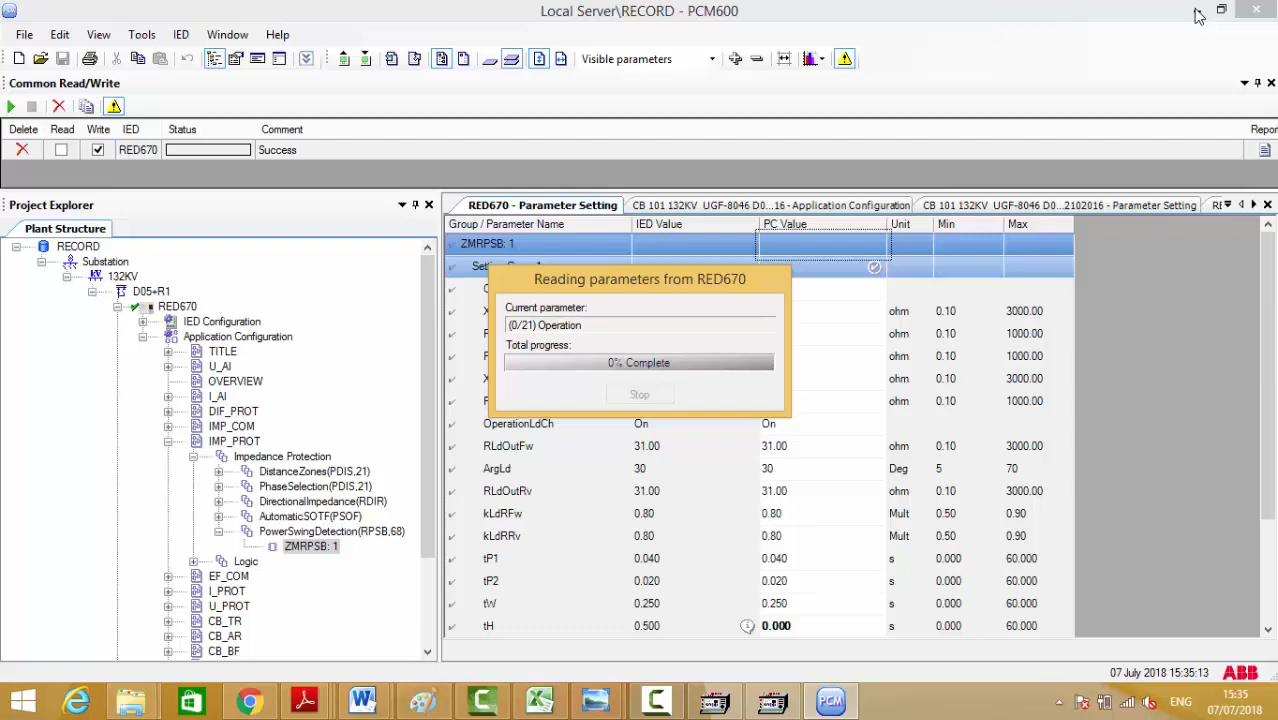 Local Server\RECORD - PCM600
File Edit View Tools IED Window Help
Visible parameters
Common Read/Write
Delete Read Write IED Status Comment Repor
RED670 Success
Project Explorer
Plant Structure
RECORD
Substation
132KV
D05+R1
RED670
IED Configuration
Application Configuration
TITLE
U_AI
OVERVIEW
I_AI
DIF_PROT
IMP_COM
IMP_PROT
Impedance Protection
DistanceZones(PDIS,21)
PhaseSelection(PDIS,21)
DirectionalImpedance(RDIR)
AutomaticSOTF(PSOF)
PowerSwingDetection(RPSB,68)
ZMRPSB: 1
Logic
EF_COM
I_PROT
U_PROT
CB_TR
CB_AR
CB_BF
RED670 - Parameter Setting CB 101 132KV UGF-8046 D0...16 - Application Configuration CB 101 132KV UGF-8046 D0...2102016 - Parameter Setting
Group / Parameter Name IED Value PC Value Unit Min Max
ZMRPSB: 1
Reading parameters from RED670
Current parameter:
(0/21) Operation
Total progress:
0% Complete
Stop
ohm 0.10 3000.00
ohm 0.10 1000.00
ohm 0.10 1000.00
ohm 0.10 3000.00
ohm 0.10 1000.00
OperationLdCh On On
RLdOutFw 31.00 31.00 ohm 0.10 3000.00
ArgLd 30 30 Deg 5 70
RLdOutRv 31.00 31.00 ohm 0.10 3000.00
kLdRFw 0.80 0.80 Mult 0.50 0.90
kLdRRv 0.80 0.80 Mult 0.50 0.90
tP1 0.040 0.040 s 0.000 60.000
tP2 0.020 0.020 s 0.000 60.000
tW 0.250 0.250 s 0.000 60.000
tH 0.500 0.000 s 0.000 60.000
07 July 2018 15:35:13 ABB
ENG
15:35
07/07/2018